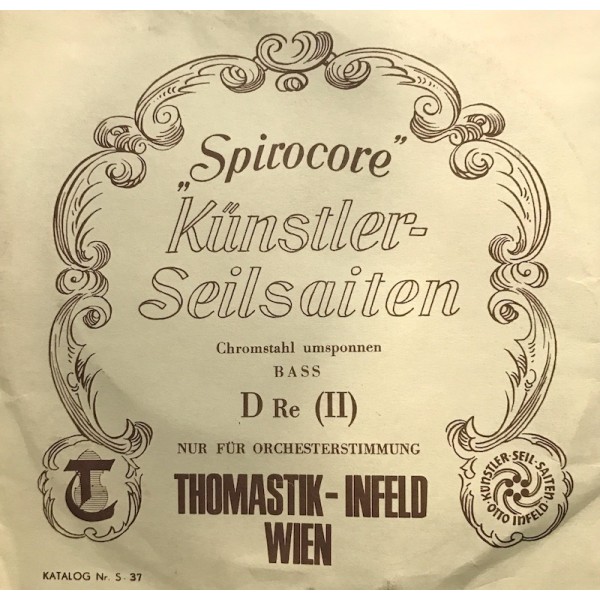 „Spirocore"
Künstler-
Seilsaiten
Chromstahl umsponnen
BASS
D Re (II)
NUR FÜR ORCHESTERSTIMMUNG
THOMASTIK-INFELD
WIEN
T
KÜNSTLER-SEIL-SAITEN
·OTTO INFELD·
KATALOG Nr. S-37